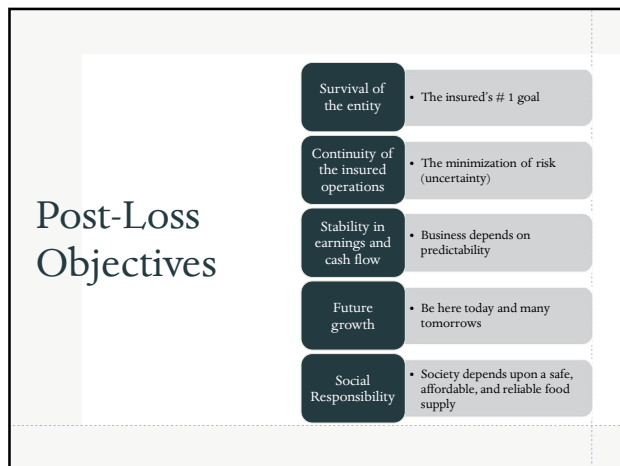 Post-Loss
Objectives
Survival of
the entity
• The insured's # 1 goal
Continuity of
the insured
operations
• The minimization of risk
(uncertainty)
Stability in
earnings and
cash flow
• Business depends on
predictability
Future
growth
• Be here today and many
tomorrows
Social
Responsibility
• Society depends upon a safe,
affordable, and reliable food
supply